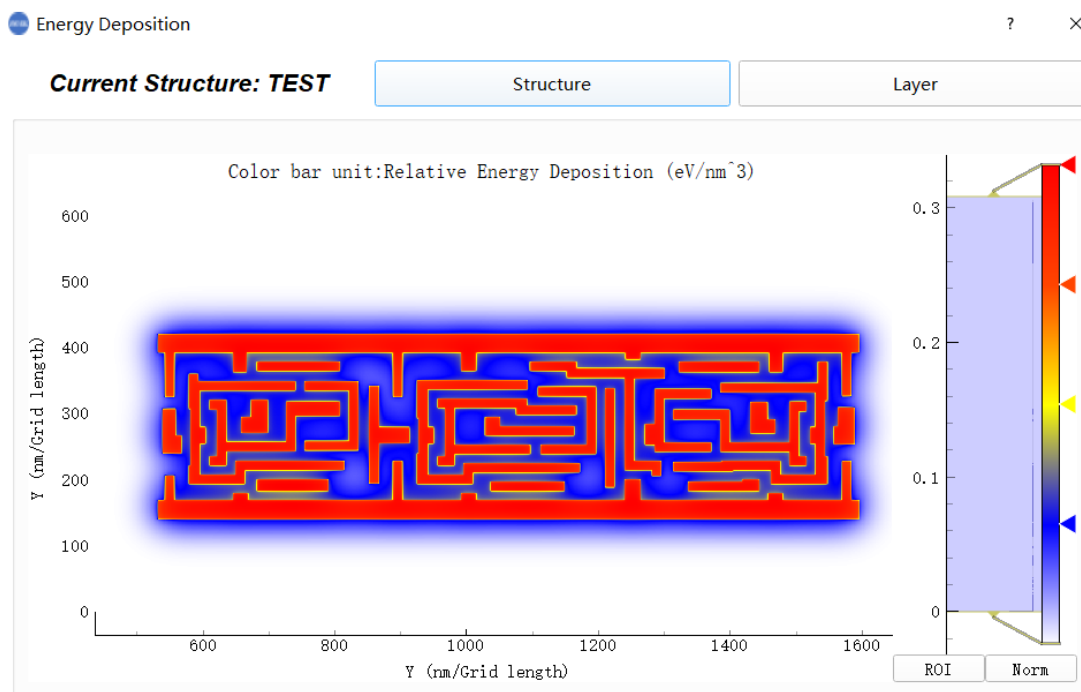 Energy Deposition
?
Current Structure: TEST
Structure
Layer
Color bar unit:Relative Energy Deposition (eV/nm^3)
Y (nm/Grid length)
600
500
400
300
200
100
0
600
800
1000
1200
1400
1600
Y (nm/Grid length)
0.3
0.2
0.1
0
ROI
Norm